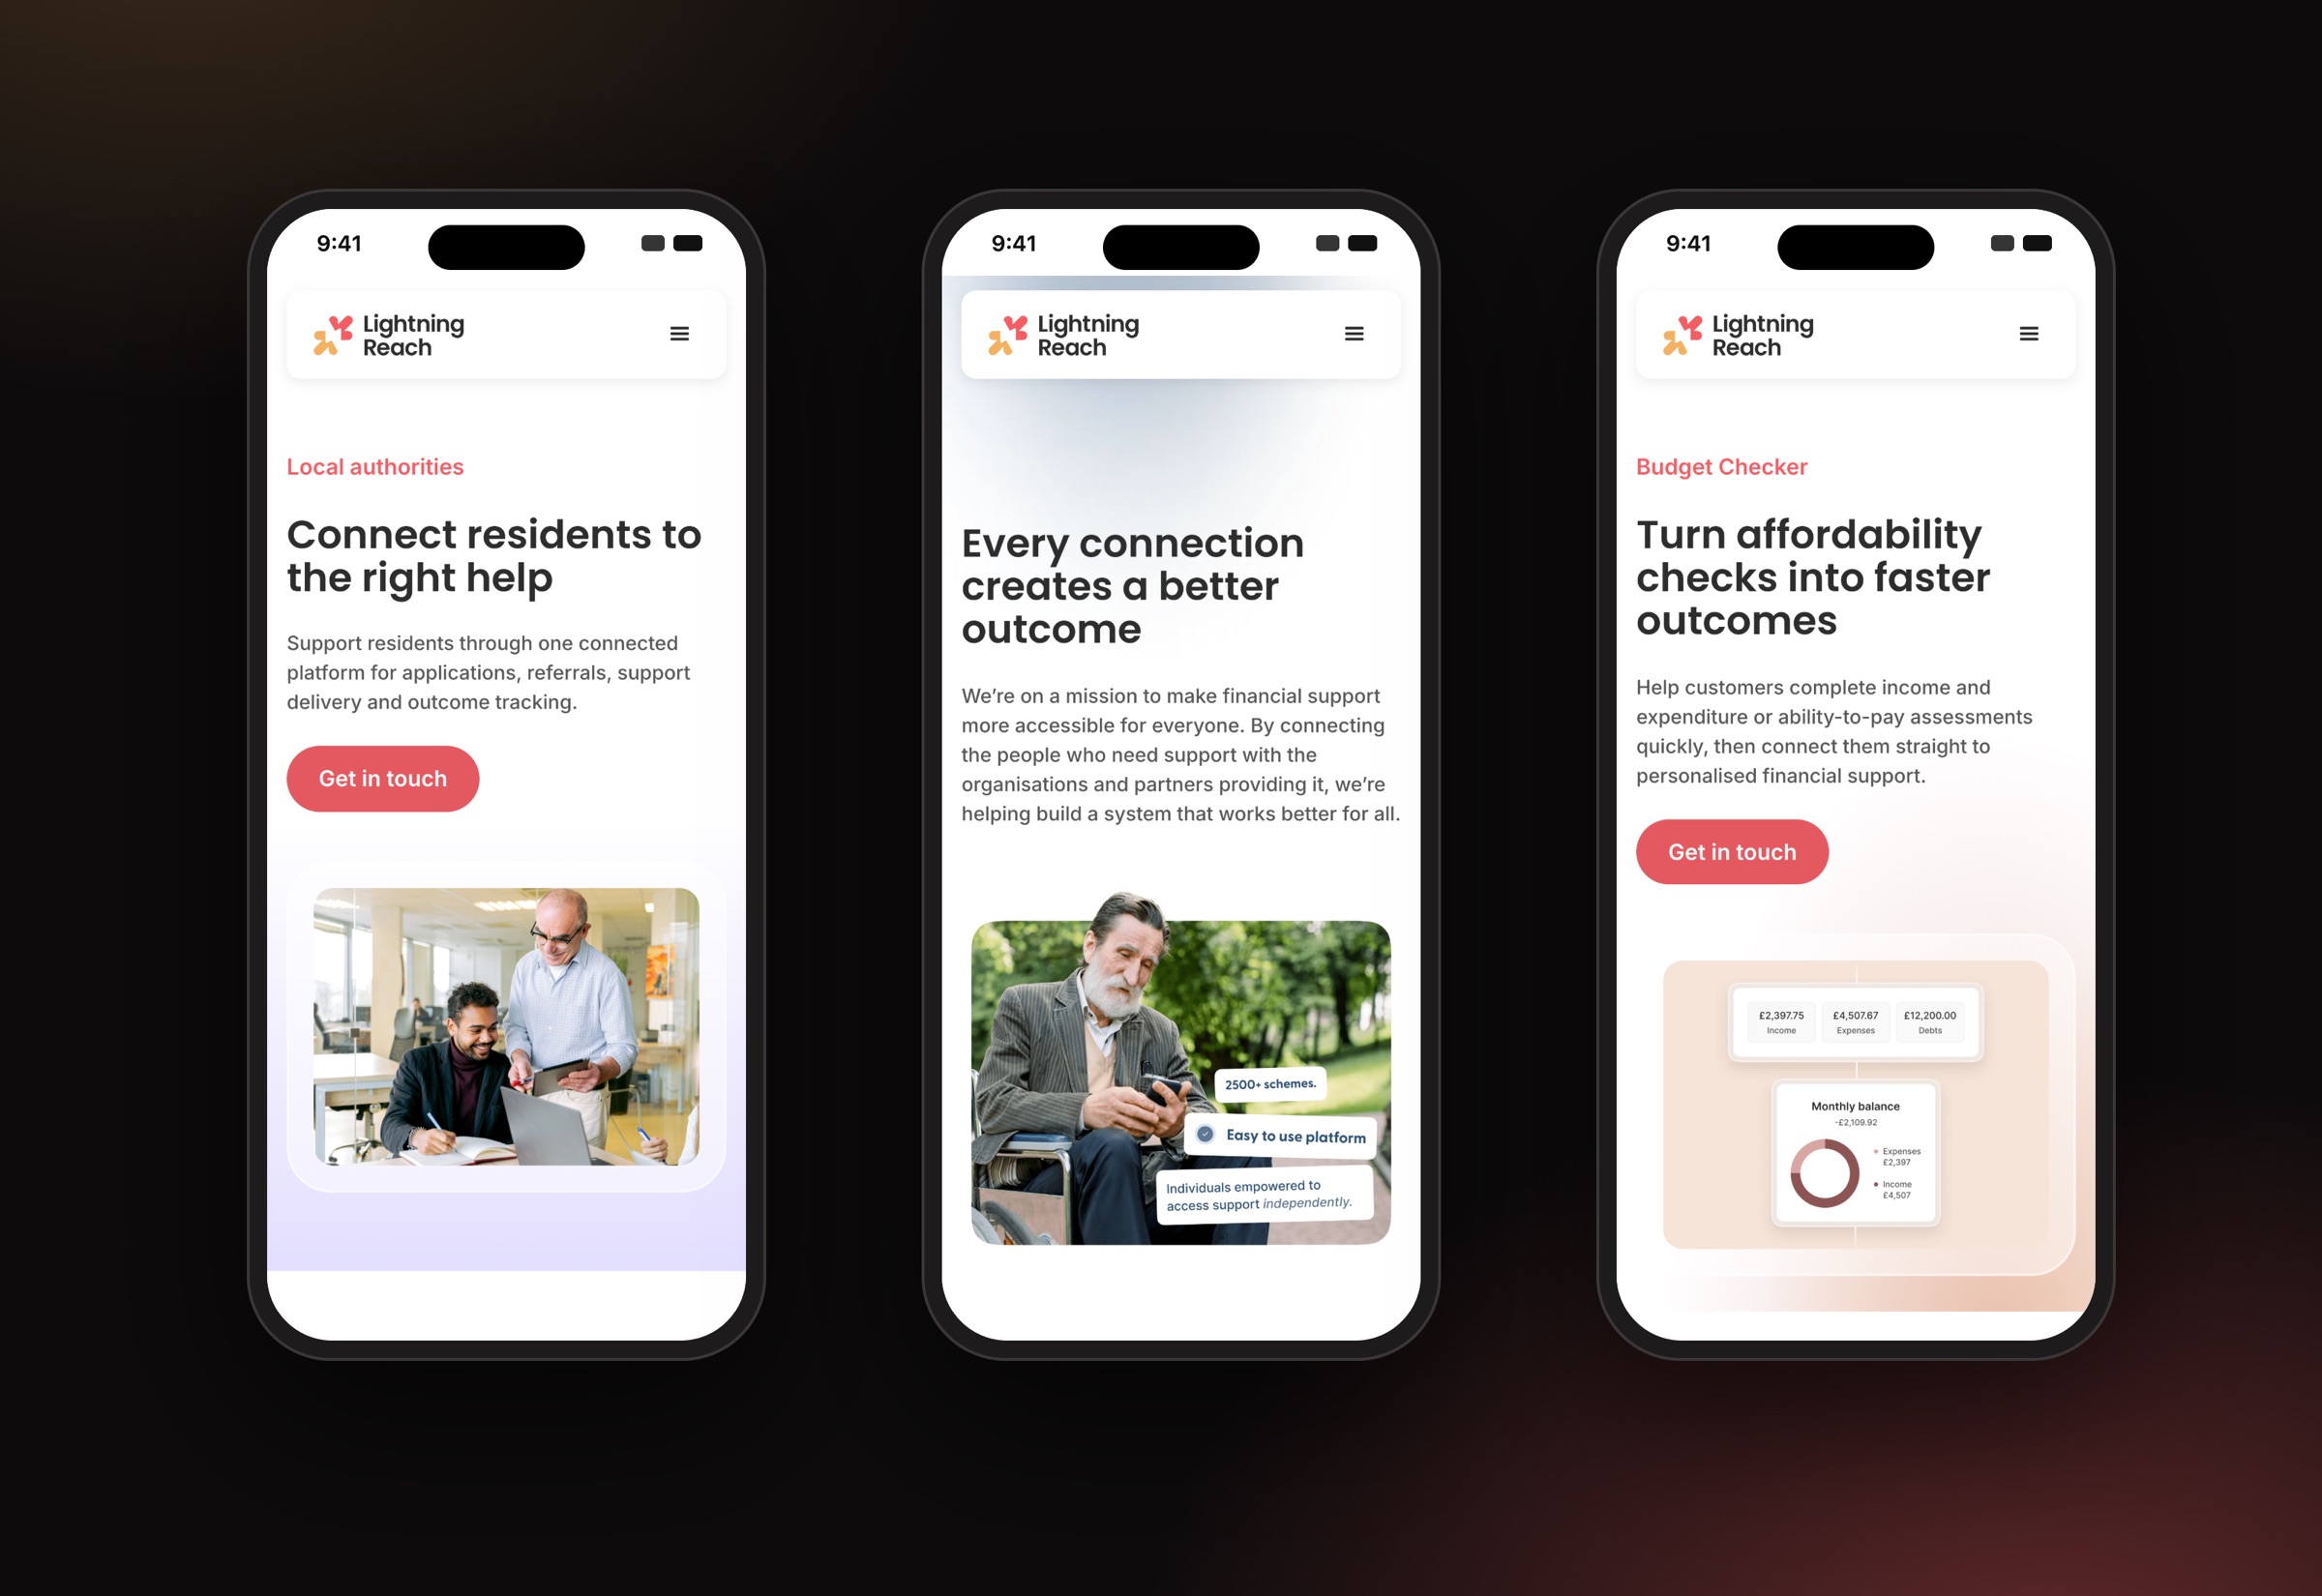 9:41
Lightning
Reach
Local authorities
Connect residents to
the right help
Support residents through one connected
platform for applications, referrals, support
delivery and outcome tracking.
Get in touch
9:41
Lightning
Reach
Every connection
creates a better
outcome
We’re on a mission to make financial support
more accessible for everyone. By connecting
the people who need support with the
organisations and partners providing it, we’re
helping build a system that works better for all.
2500+ schemes.
Easy to use platform
Individuals empowered to
access support independently.
9:41
Lightning
Reach
Budget Checker
Turn affordability
checks into faster
outcomes
Help customers complete income and
expenditure or ability-to-pay assessments
quickly, then connect them straight to
personalised financial support.
Get in touch
£2,397.75 £4,507.67 £12,200.00
Income Expenses Debts
Monthly balance
-£2,109.92
Expenses
£2,397
Income
£4,507